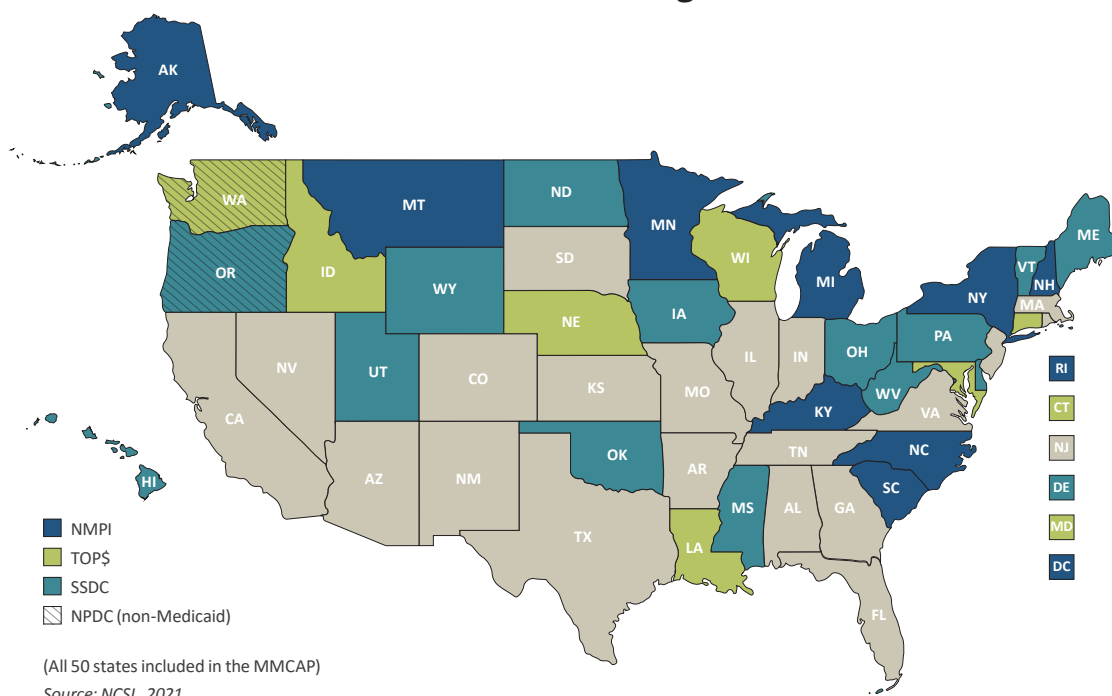 AK
WA
MT
ND
MN
ME
OR
ID
SD
WI
VT
NH
WY
MI
NY
MA
NE
IA
PA
NV
UT
CO
KS
IL
IN
OH
WV
VA
MO
KY
CA
AZ
NM
OK
AR
TN
NC
SC
HI
TX
MS
AL
GA
LA
FL
RI
CT
NJ
DE
MD
DC
NMPI
TOP$
SSDC
NPDC (non-Medicaid)
(All 50 states included in the MMCAP)
Source: NCSL, 2021